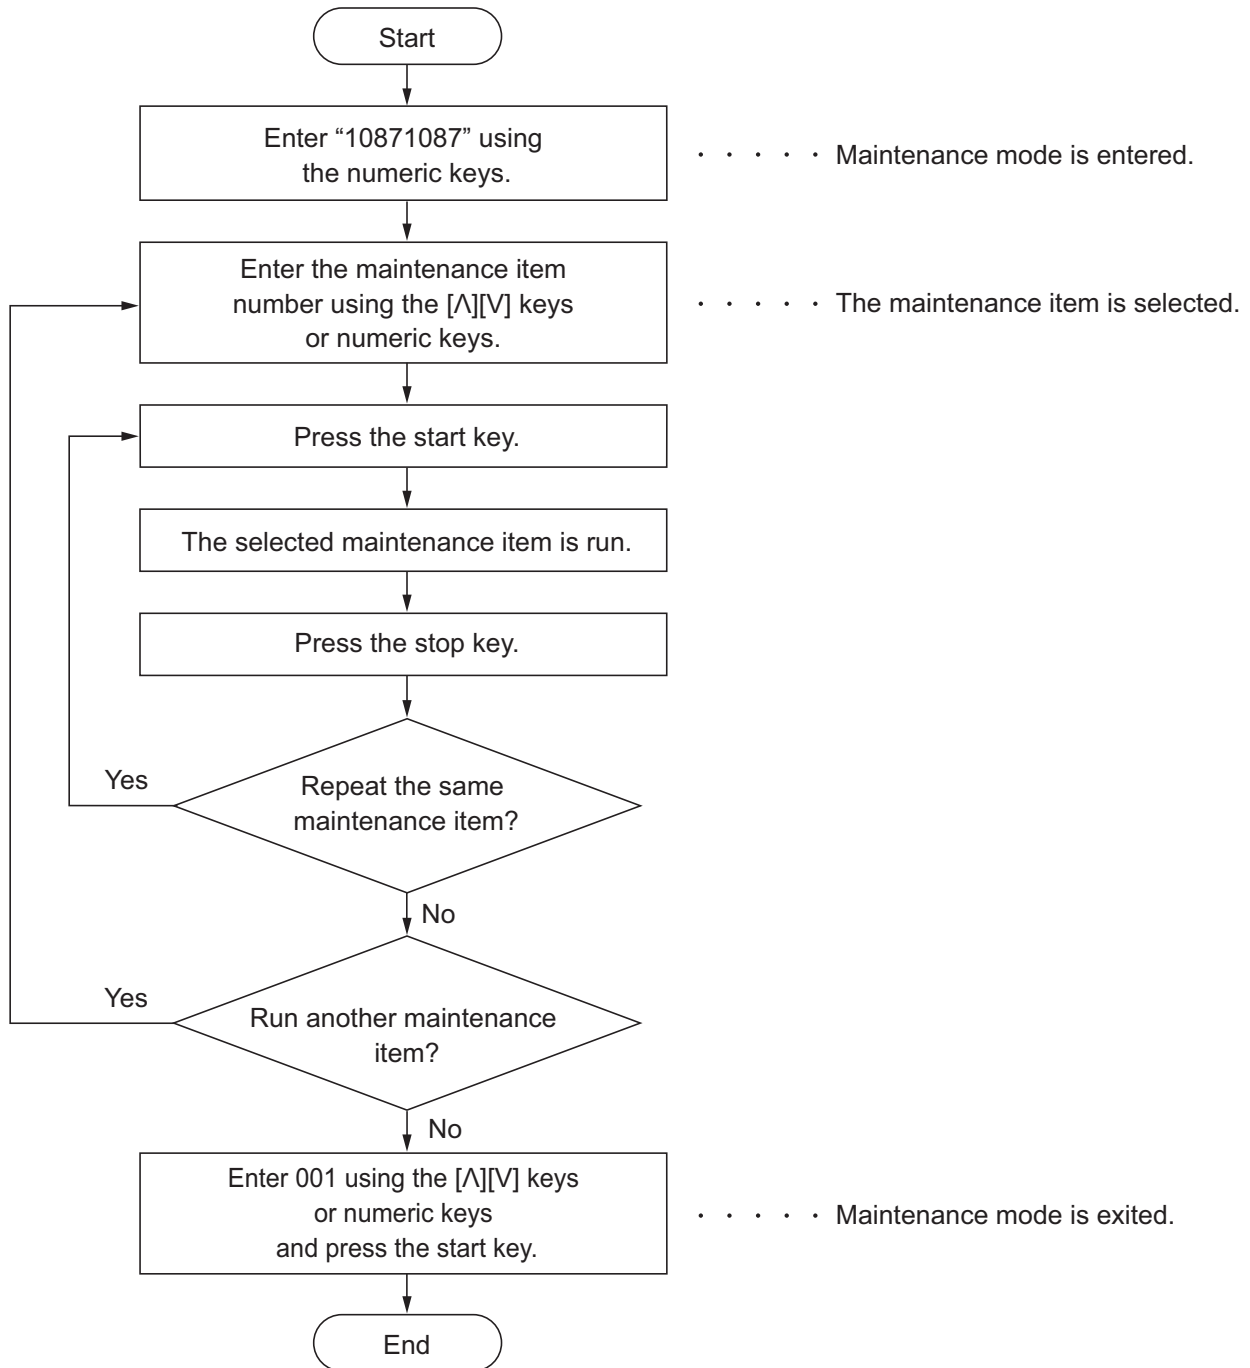 Start
Enter “10871087” using
the numeric keys.
· · · · · Maintenance mode is entered.
Enter the maintenance item
number using the [Λ][V] keys
or numeric keys.
· · · · · The maintenance item is selected.
Press the start key.
The selected maintenance item is run.
Press the stop key.
Yes
Repeat the same
maintenance item?
No
Yes
Run another maintenance
item?
No
Enter 001 using the [Λ][V] keys
or numeric keys
and press the start key.
· · · · · Maintenance mode is exited.
End